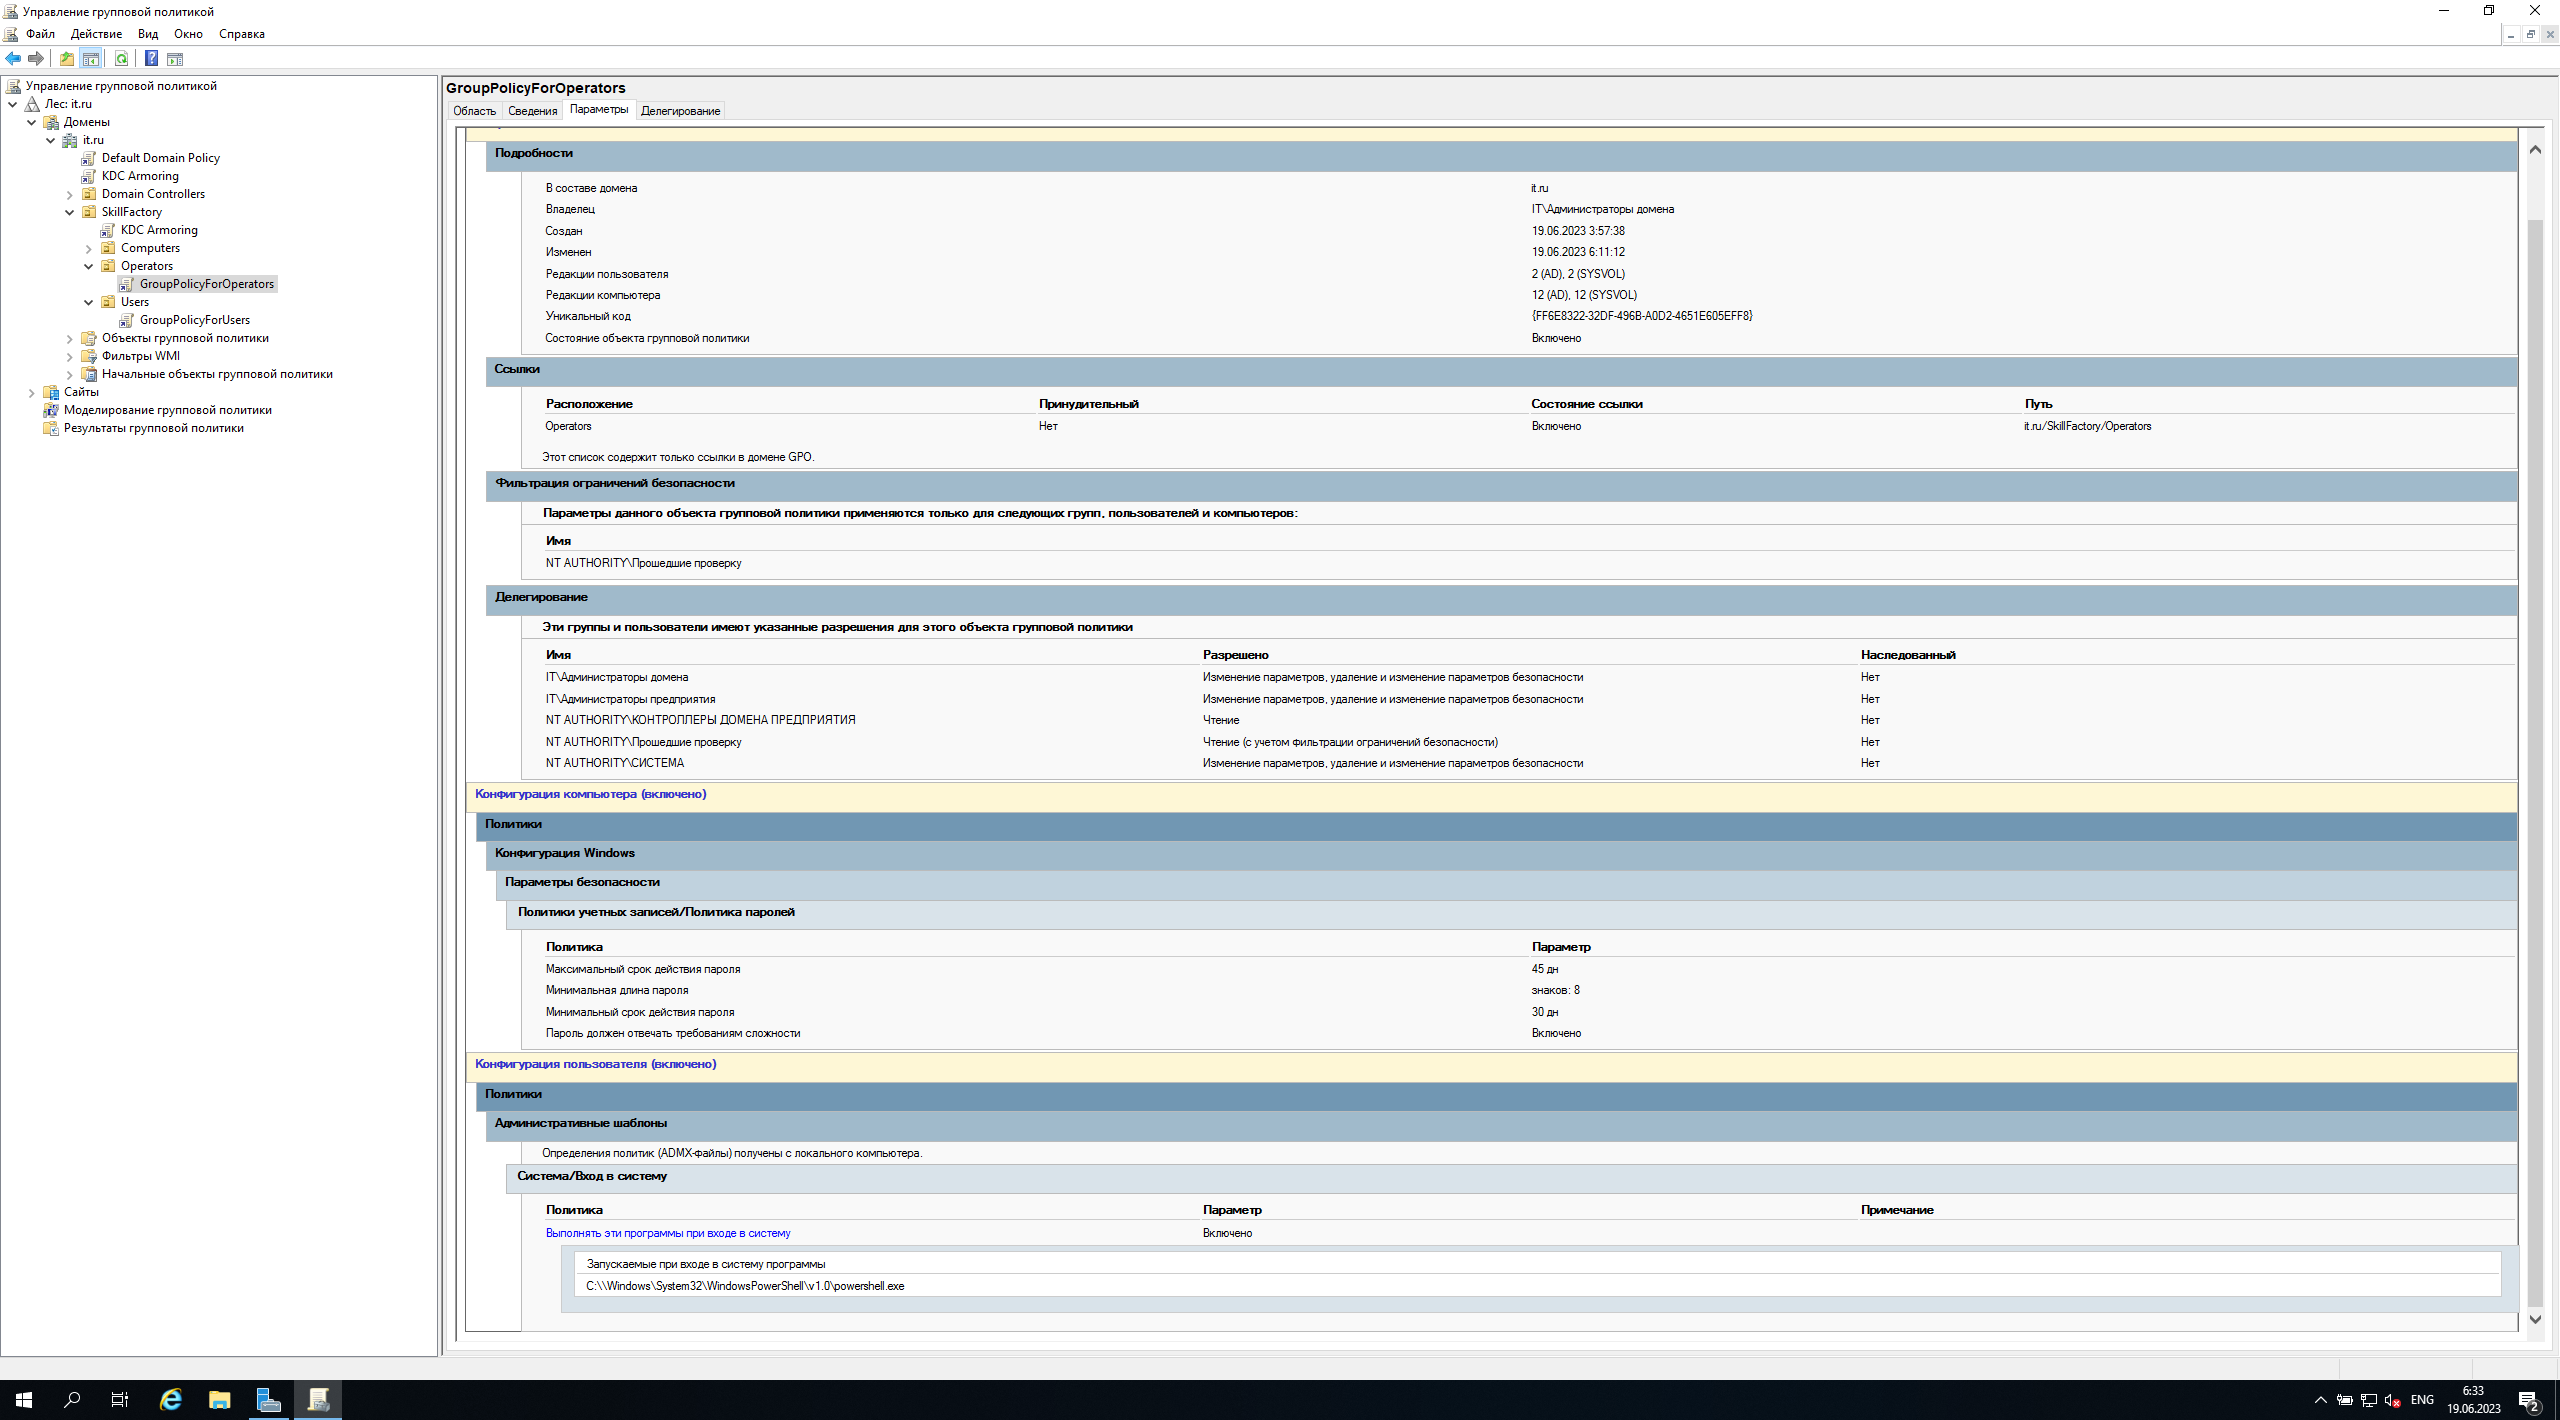 Управление групповой политикой
Файл Действие Вид Окно Справка
Управление групповой политикой
Лес: it.ru
Домены
it.ru
Default Domain Policy
KDC Armoring
Domain Controllers
SkillFactory
KDC Armoring
Computers
Operators
GroupPolicyForOperators
Users
GroupPolicyForUsers
Объекты групповой политики
Фильтры WMI
Начальные объекты групповой политики
Сайты
Моделирование групповой политики
Результаты групповой политики
GroupPolicyForOperators
Область Сведения Параметры Делегирование
Подробности
В составе домена it.ru
Владелец IT\Администраторы домена
Создан 19.06.2023 3:57:38
Изменен 19.06.2023 6:11:12
Редакции пользователя 2 (AD), 2 (SYSVOL)
Редакции компьютера 12 (AD), 12 (SYSVOL)
Уникальный код {FF6E8322-32DF-496B-A0D2-4651E605EFF8}
Состояние объекта групповой политики Включено
Ссылки
Расположение Принудительный Состояние ссылки Путь
Operators Нет Включено it.ru/SkillFactory/Operators
Этот список содержит только ссылки в домене GPO.
Фильтрация ограничений безопасности
Параметры данного объекта групповой политики применяются только для следующих групп, пользователей и компьютеров:
Имя
NT AUTHORITY\Прошедшие проверку
Делегирование
Эти группы и пользователи имеют указанные разрешения для этого объекта групповой политики
Имя Разрешено Наследованный
IT\Администраторы домена Изменение параметров, удаление и изменение параметров безопасности Нет
IT\Администраторы предприятия Изменение параметров, удаление и изменение параметров безопасности Нет
NT AUTHORITY\КОНТРОЛЛЕРЫ ДОМЕНА ПРЕДПРИЯТИЯ Чтение Нет
NT AUTHORITY\Прошедшие проверку Чтение (с учетом фильтрации ограничений безопасности) Нет
NT AUTHORITY\СИСТЕМА Изменение параметров, удаление и изменение параметров безопасности Нет
Конфигурация компьютера (включено)
Политики
Конфигурация Windows
Параметры безопасности
Политики учетных записей/Политика паролей
Политика Параметр
Максимальный срок действия пароля 45 дн
Минимальная длина пароля знаков: 8
Минимальный срок действия пароля 30 дн
Пароль должен отвечать требованиям сложности Включено
Конфигурация пользователя (включено)
Политики
Административные шаблоны
Определения политик (ADMX-файлы) получены с локального компьютера.
Система/Вход в систему
Политика Параметр Примечание
Выполнять эти программы при входе в систему Включено
Запускаемые при входе в систему программы
C:\\Windows\System32\WindowsPowerShell\v1.0\powershell.exe
ENG
6:33
19.06.2023
2